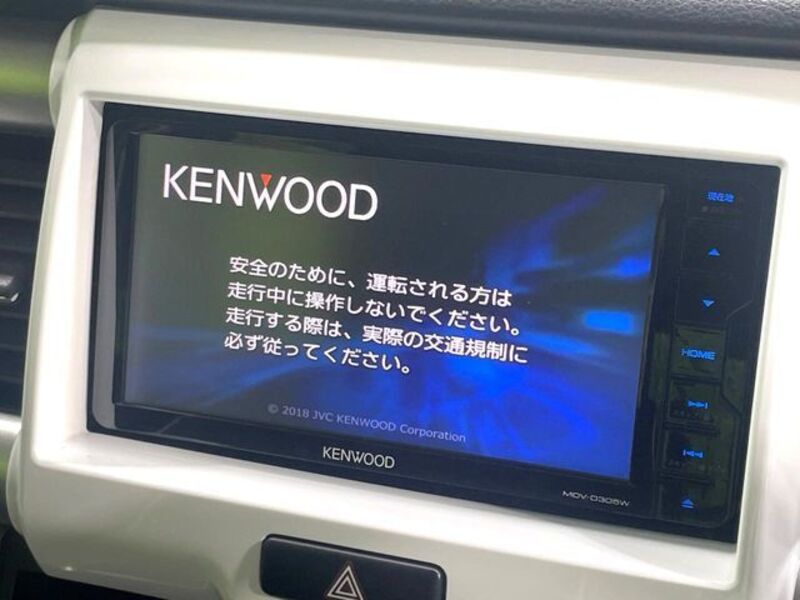 KENWOOD
安全のために、運転される方は
走行中に操作しないでください。
走行する際は、実際の交通規制に
必ず従ってください。
© 2018 JVC KENWOOD Corporation
KENWOOD
MDV-D305W
現在地
HOME